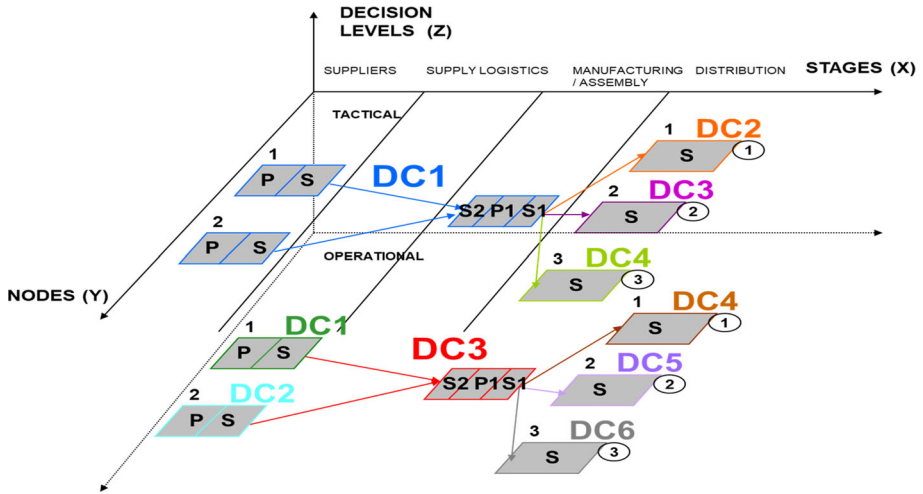 DECISION
LEVELS (Z)
SUPPLIERS
SUPPLY LOGISTICS
MANUFACTURING
/ ASSEMBLY
DISTRIBUTION
STAGES (X)
TACTICAL
1
P S
DC1
2
P S
S2 P1 S1
1
DC2
S
1
2
DC3
S
2
3
DC4
S
3
OPERATIONAL
NODES (Y)
1
DC1
P S
2
DC2
P S
DC3
S2 P1 S1
1
DC4
S
1
2
DC5
S
2
3
DC6
S
3